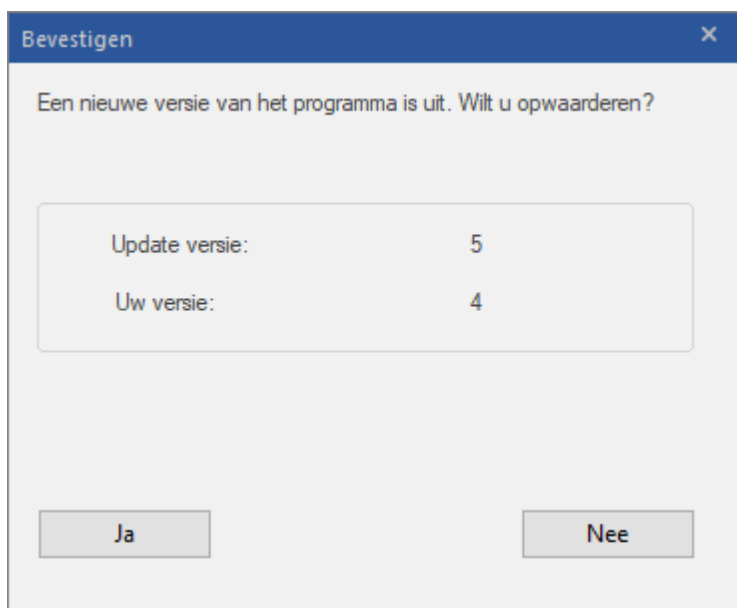 Bevestigen
Een nieuwe versie van het programma is uit. Wilt u opwaarderen?
Update versie: 5
Uw versie: 4
Ja Nee